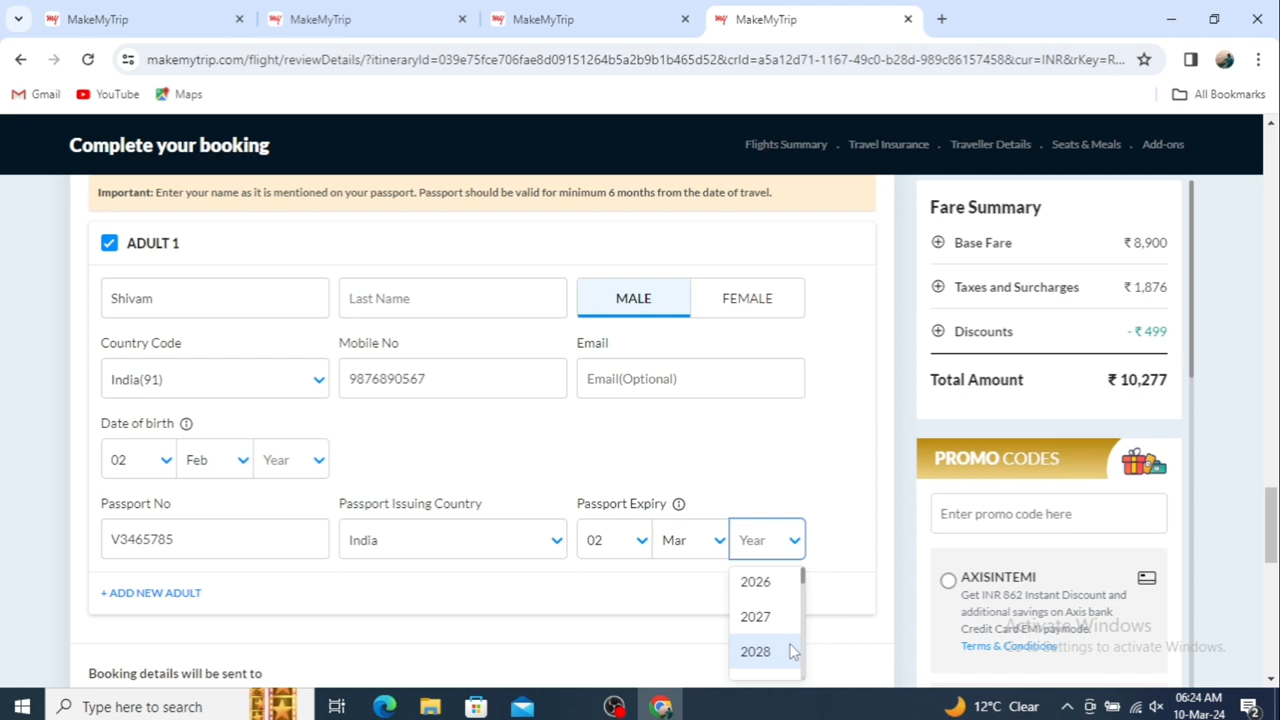 MakeMyTrip
MakeMyTrip
MakeMyTrip
MakeMyTrip
makemytrip.com/flight/reviewDetails/?itineraryId=039e75fce706fae8d09151264b5a2b9b1b465d52&crId=a5a12d71-1167-49c0-b28d-989c86157458&cur=INR&rKey=R...
Gmail YouTube Maps All Bookmarks
Complete your booking
Flights Summary . Travel Insurance . Traveller Details . Seats & Meals . Add-ons
Important: Enter your name as it is mentioned on your passport. Passport should be valid for minimum 6 months from the date of travel.
ADULT 1
Shivam Last Name MALE FEMALE
Country Code Mobile No Email
India(91) 9876890567 Email(Optional)
Date of birth
02 Feb Year
Passport No Passport Issuing Country Passport Expiry
V3465785 India 02 Mar Year
2026
2027
2028
+ ADD NEW ADULT
Booking details will be sent to
Fare Summary
Base Fare ₹ 8,900
Taxes and Surcharges ₹ 1,876
Discounts - ₹ 499
Total Amount ₹ 10,277
PROMO CODES
Enter promo code here
AXISINTEMI
Get INR 862 Instant Discount and
additional savings on Axis bank
Credit Card EMI paymode.
Terms & Conditions
Activate Windows
Go to Settings to activate Windows.
Type here to search
12°C Clear
06:24 AM
10-Mar-24
2